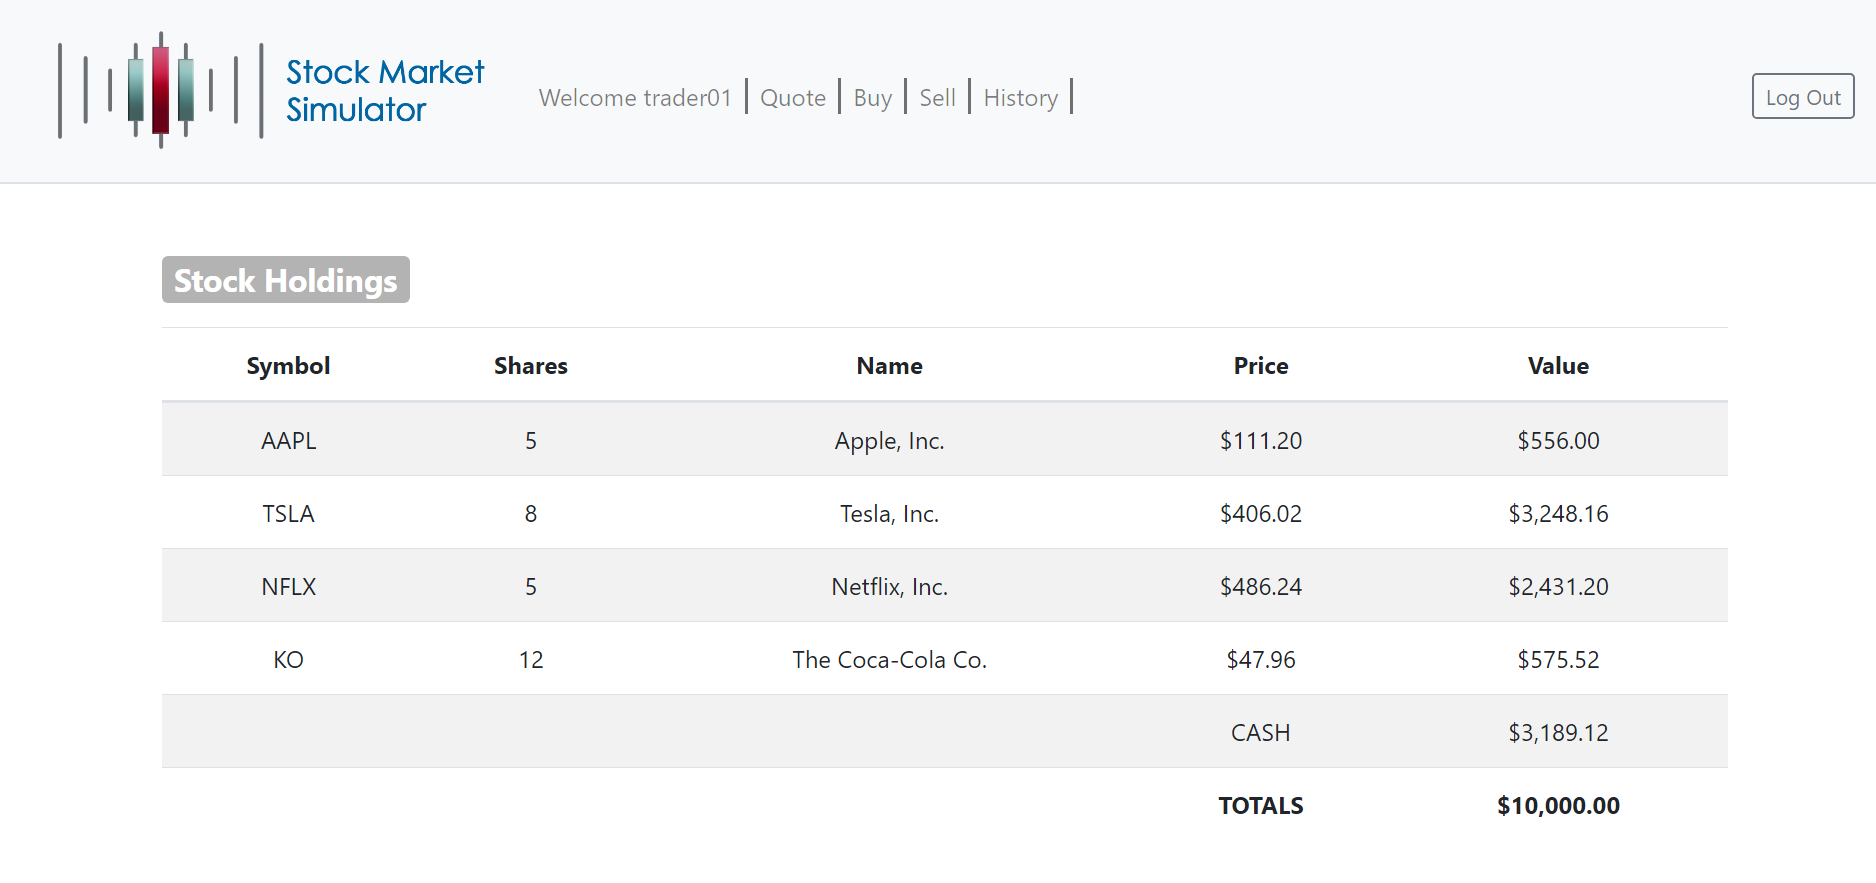 Stock Market
Simulator
Welcome trader01 | Quote | Buy | Sell | History |
Log Out
Stock Holdings
Symbol Shares Name Price Value
AAPL 5 Apple, Inc. $111.20 $556.00
TSLA 8 Tesla, Inc. $406.02 $3,248.16
NFLX 5 Netflix, Inc. $486.24 $2,431.20
KO 12 The Coca-Cola Co. $47.96 $575.52
CASH $3,189.12
TOTALS $10,000.00